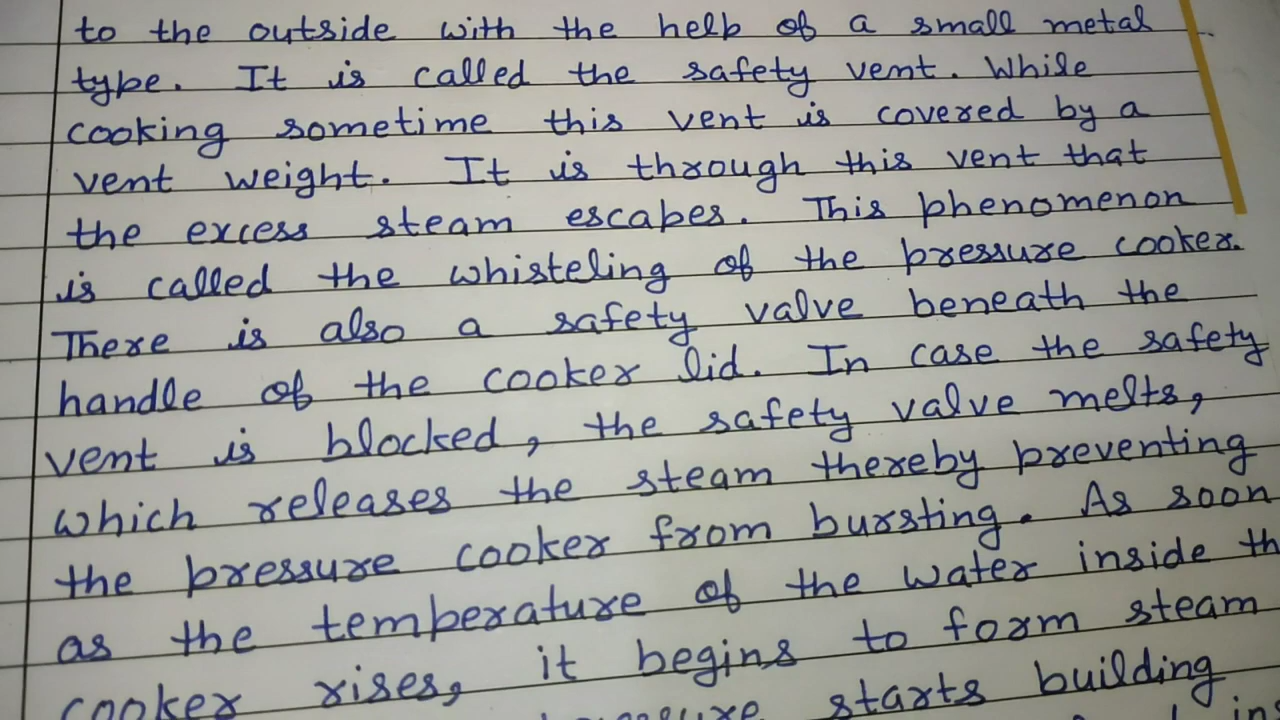 to the outside with the help of a small metal
type. It is called the safety vent. While
cooking sometime this vent is covered by a
vent weight. It is through this vent that
the excess steam escapes. This phenomenon
is called the whisteling of the pressure cooker.
There is also a safety valve beneath the
handle of the cooker lid. In case the safety
vent is blocked, the safety valve melts,
which releases the steam thereby preventing
the pressure cooker from bursting. As soon
as the temperature of the water inside th
cooker rises, it begins to form steam
starts building